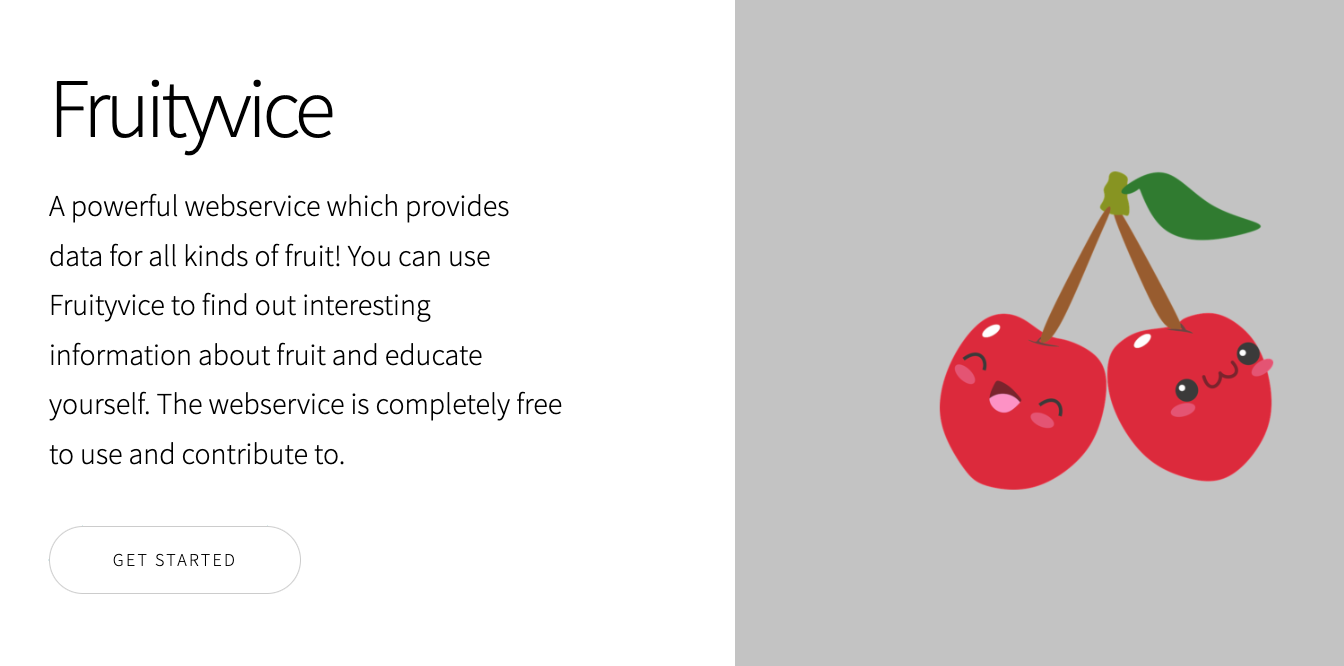 Fruityvice
A powerful webservice which provides
data for all kinds of fruit! You can use
Fruityvice to find out interesting
information about fruit and educate
yourself. The webservice is completely free
to use and contribute to.
GET STARTED